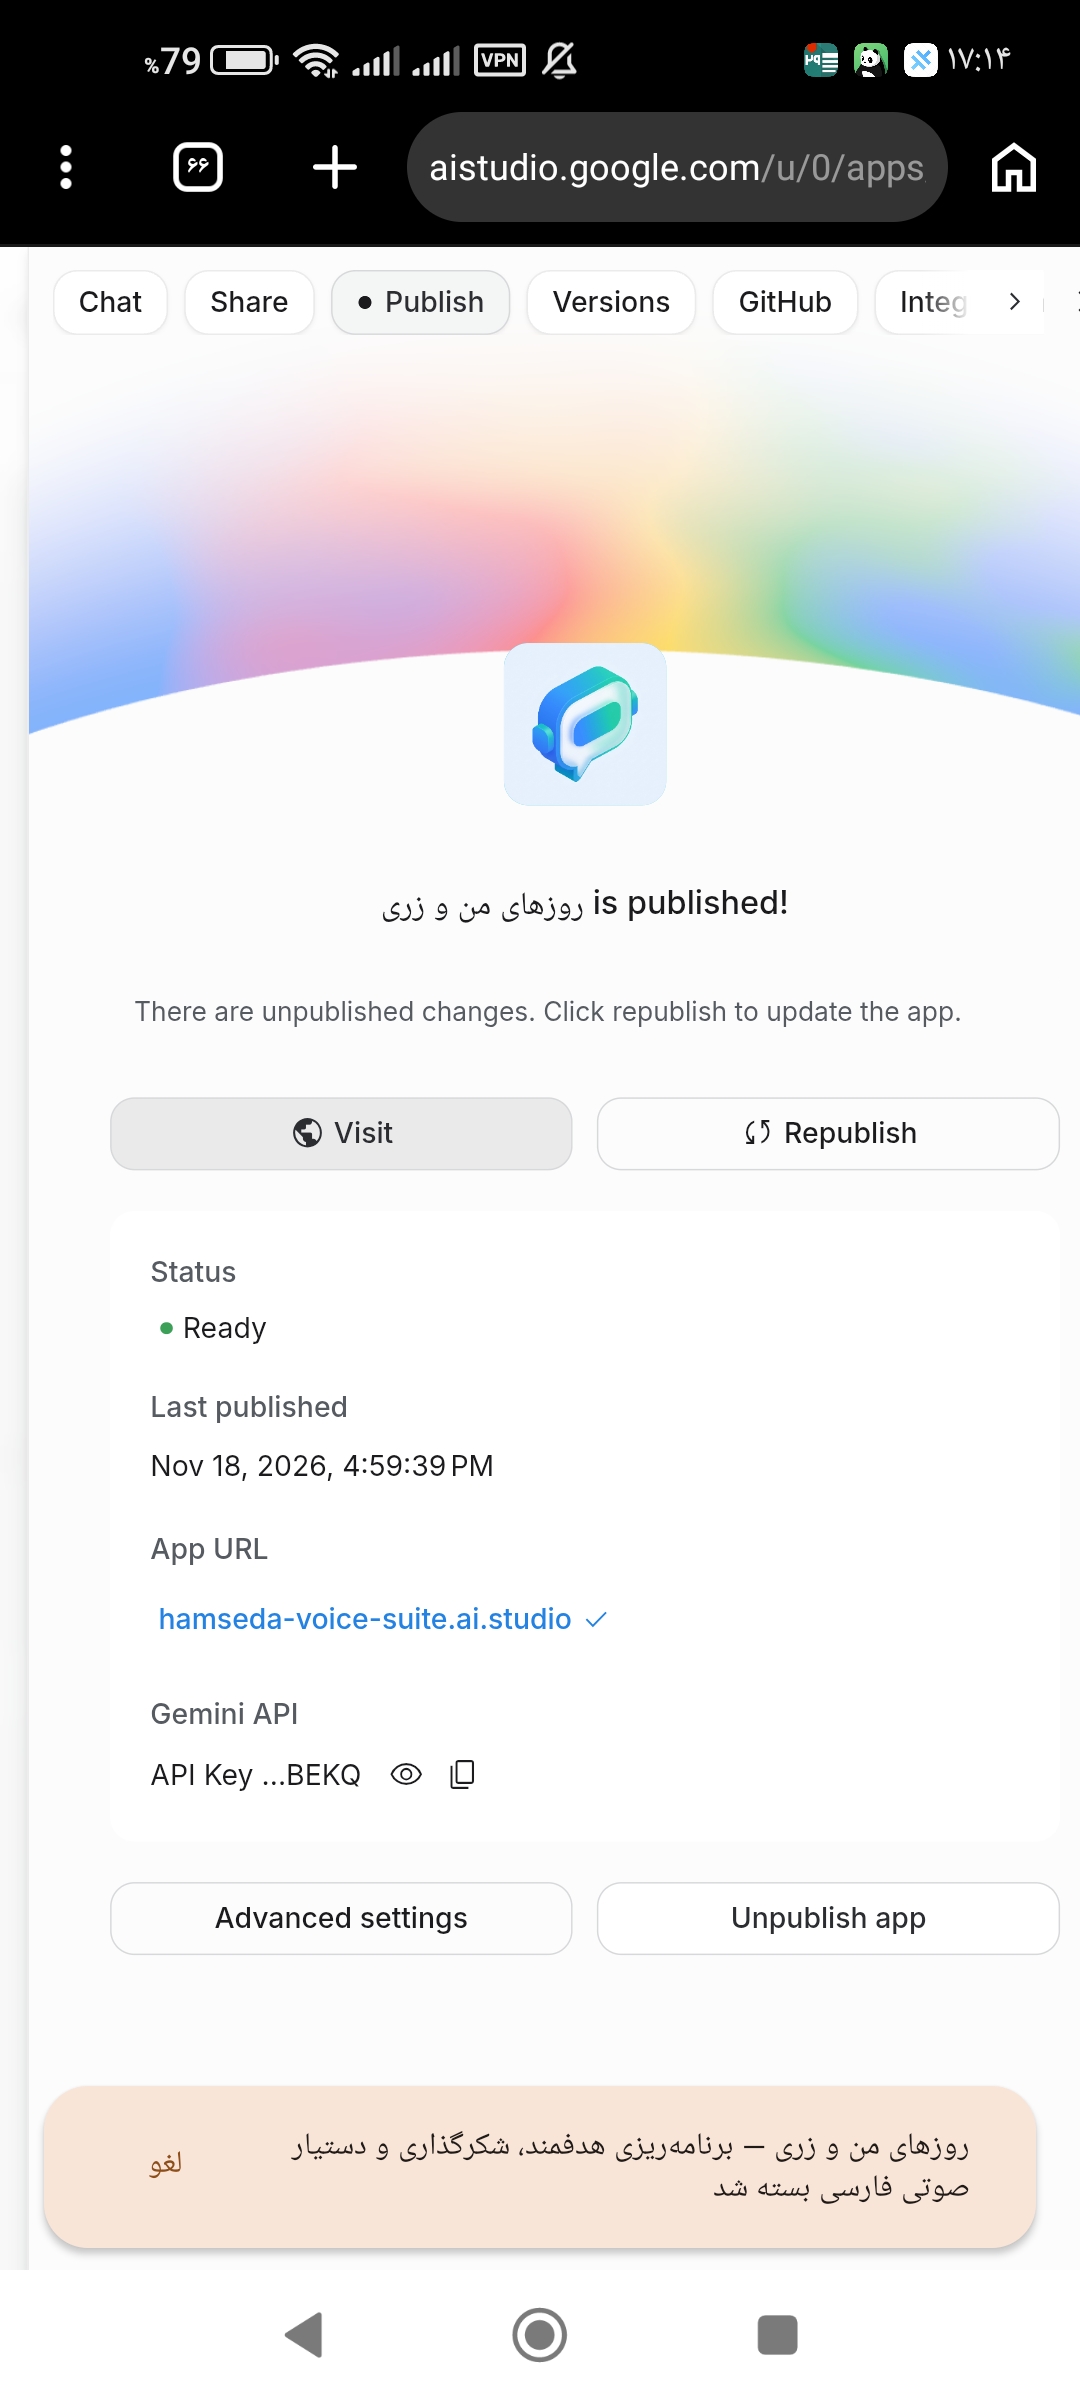 %79 VPN ۱۷:۱۴
۶۶ aistudio.google.com/u/0/apps
Chat Share Publish Versions GitHub Integ
روزهای من و زری is published!
There are unpublished changes. Click republish to update the app.
Visit Republish
Status
Ready
Last published
Nov 18, 2026, 4:59:39 PM
App URL
hamseda-voice-suite.ai.studio
Gemini API
API Key ...BEKQ
Advanced settings Unpublish app
روزهای من و زری — برنامه‌ریزی هدفمند، شکرگذاری و دستیار
صوتی فارسی بسته شد
لغو